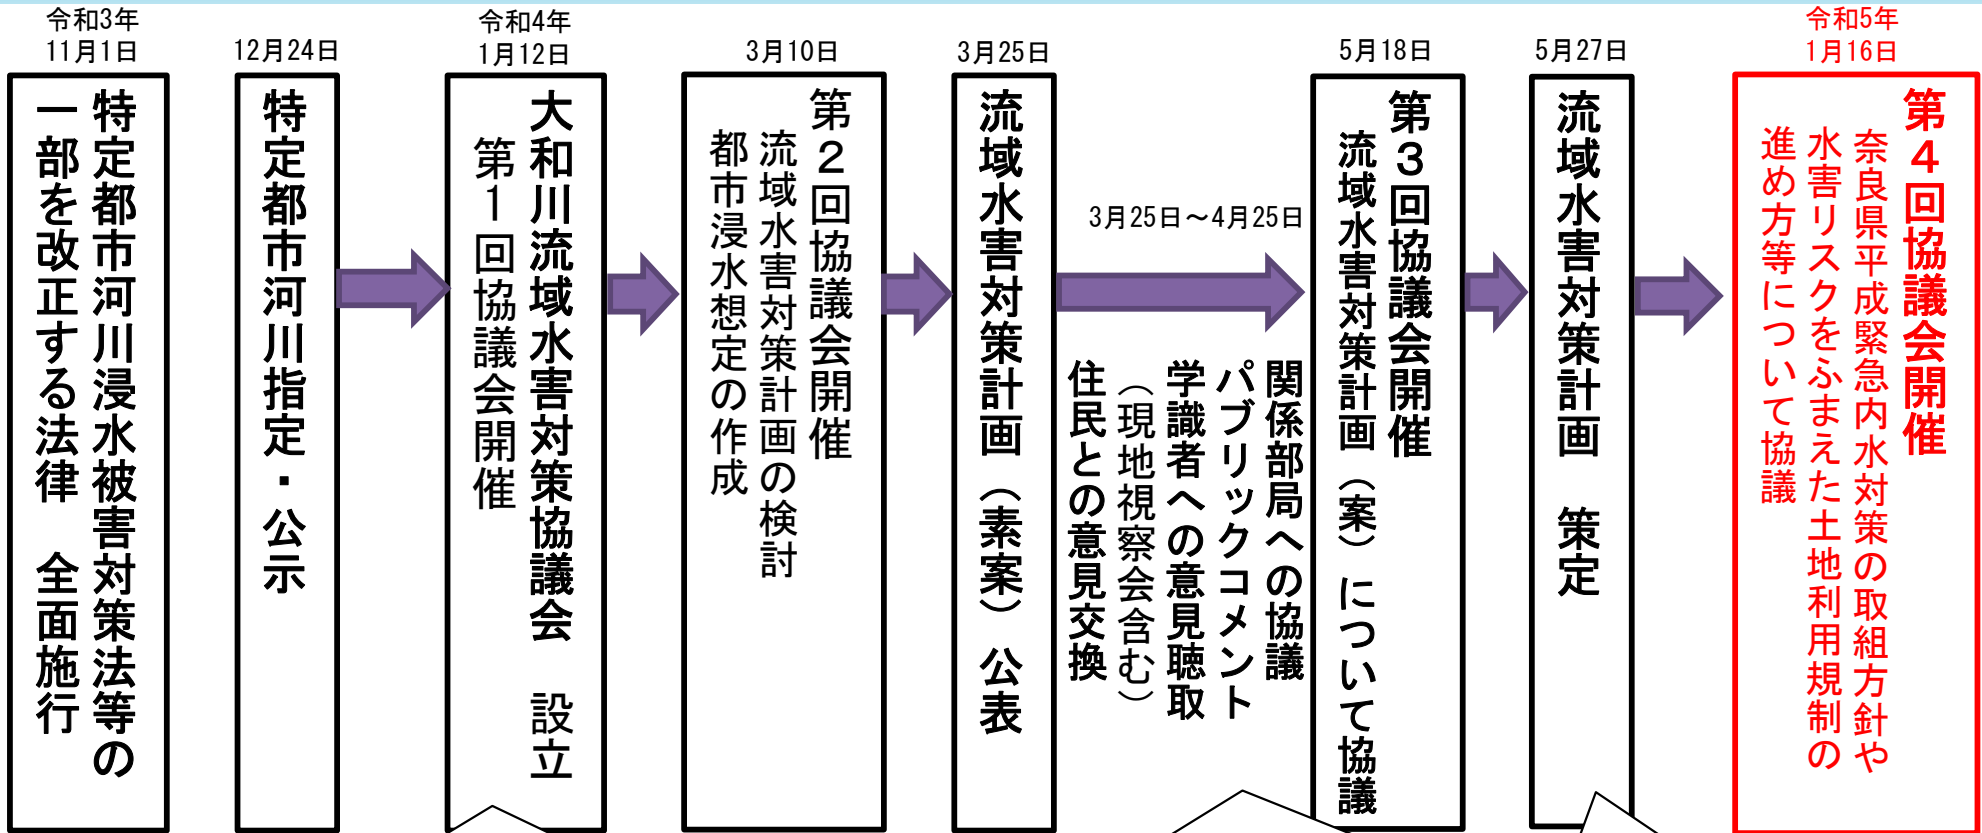 令和3年
11月1日
特定都市河川浸水被害対策法等の
一部を改正する法律　全面施行
12月24日
特定都市河川指定・公示
令和4年
1月12日
大和川流域水害対策協議会　設立
第１回協議会開催
3月10日
第２回協議会開催
流域水害対策計画の検討
都市浸水想定の作成
3月25日
流域水害対策計画（素案）公表
3月25日～4月25日
関係部局への協議
パブリックコメント
学識者への意見聴取
（現地視察会含む）
住民との意見交換
5月18日
第３回協議会開催
流域水害対策計画（案）について協議
5月27日
流域水害対策計画　策定
令和5年
1月16日
第４回協議会開催
奈良県平成緊急内水対策の取組方針や
水害リスクをふまえた土地利用規制の
進め方等について協議